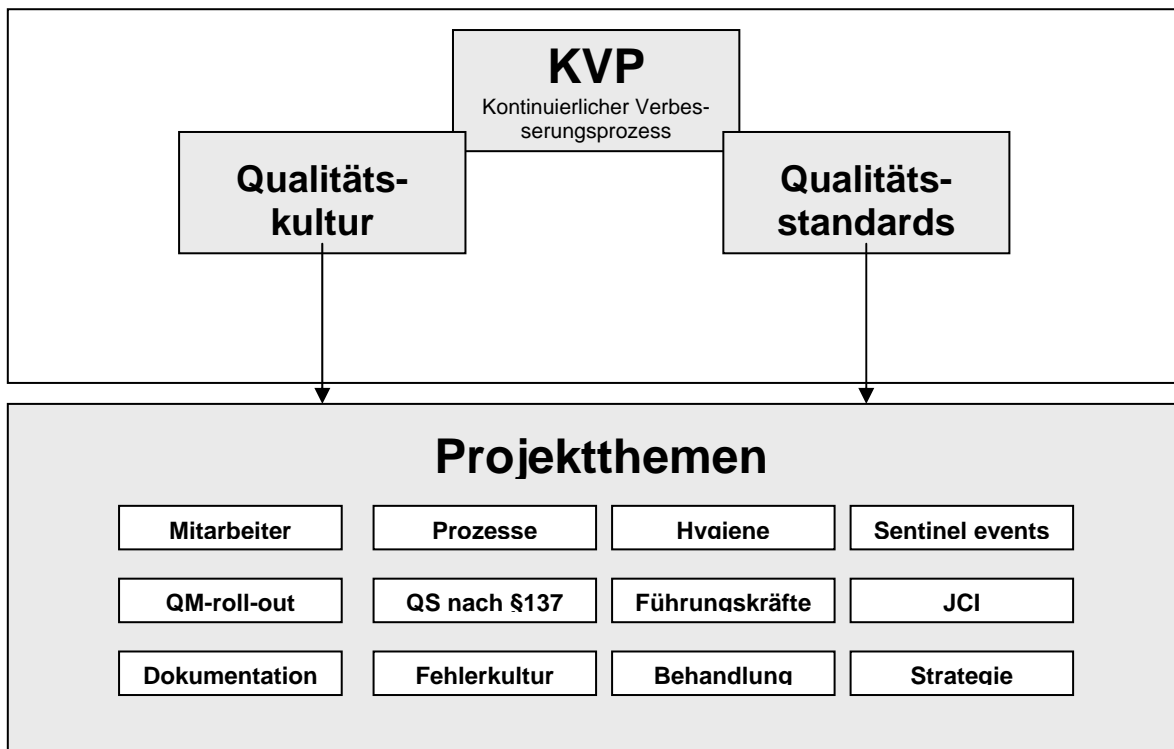 KVP
Kontinuierlicher Verbes-
serungsprozess
Qualitäts-
kultur
Qualitäts-
standards
Projektthemen
Mitarbeiter
Prozesse
Hygiene
Sentinel events
QM-roll-out
QS nach §137
Führungskräfte
JCI
Dokumentation
Fehlerkultur
Behandlung
Strategie